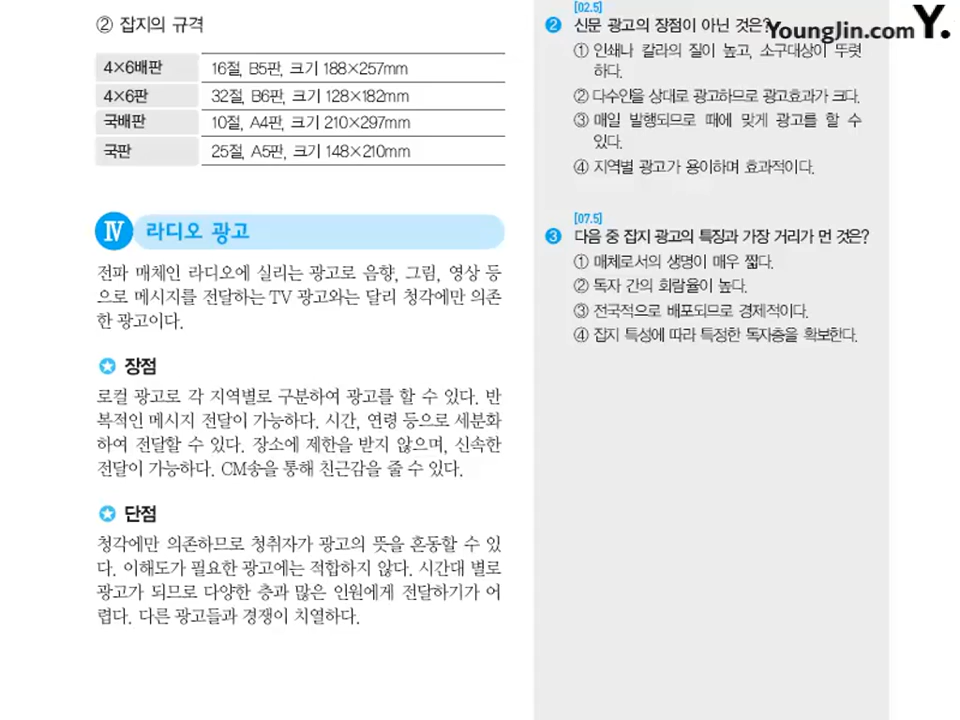 ② 잡지의 규격
4×6배판 16절, B5판, 크기 188×257mm
4×6판 32절, B6판, 크기 128×182mm
국배판 10절, A4판, 크기 210×297mm
국판 25절, A5판, 크기 148×210mm
Ⅳ 라디오 광고
전파 매체인 라디오에 실리는 광고로 음향, 그림, 영상 등
으로 메시지를 전달하는 TV 광고와는 달리 청각에만 의존
한 광고이다.
장점
로컬 광고로 각 지역별로 구분하여 광고를 할 수 있다. 반
복적인 메시지 전달이 가능하다. 시간, 연령 등으로 세분화
하여 전달할 수 있다. 장소에 제한을 받지 않으며, 신속한
전달이 가능하다. CM송을 통해 친근감을 줄 수 있다.
단점
청각에만 의존하므로 청취자가 광고의 뜻을 혼동할 수 있
다. 이해도가 필요한 광고에는 적합하지 않다. 시간대 별로
광고가 되므로 다양한 층과 많은 인원에게 전달하기가 어
렵다. 다른 광고들과 경쟁이 치열하다.
[02.5]
2 신문 광고의 장점이 아닌 것은?
YoungJin.com Y.
① 인쇄나 칼라의 질이 높고, 소구대상이 뚜렷
하다.
② 다수인을 상대로 광고하므로 광고효과가 크다.
③ 매일 발행되므로 때에 맞게 광고를 할 수
있다.
④ 지역별 광고가 용이하며 효과적이다.
[07.5]
3 다음 중 잡지 광고의 특징과 가장 거리가 먼 것은?
① 매체로서의 생명이 매우 짧다.
② 독자 간의 회람율이 높다.
③ 전국적으로 배포되므로 경제적이다.
④ 잡지 특성에 따라 특정한 독자층을 확보한다.